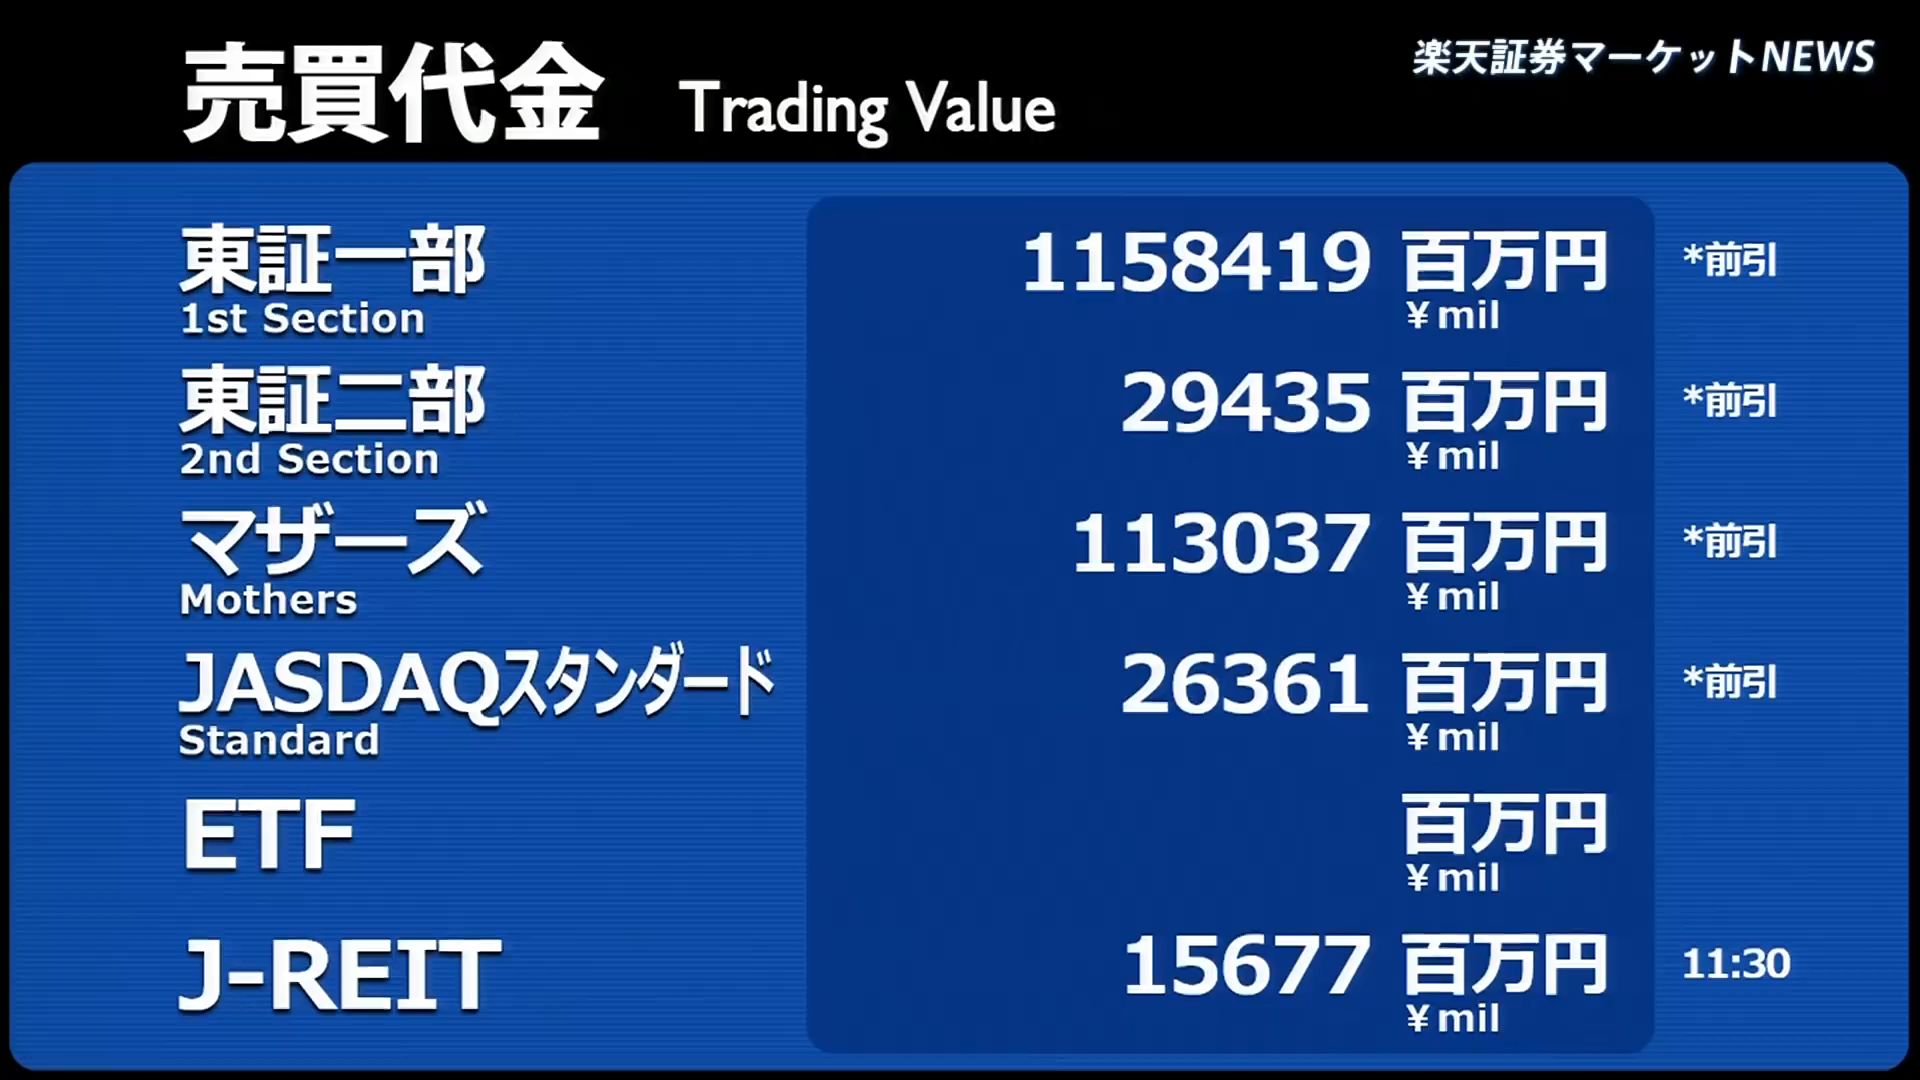 売買代金 Trading Value
楽天証券マーケットNEWS
東証一部 1158419 百万円 *前引
1st Section ¥mil
東証二部 29435 百万円 *前引
2nd Section ¥mil
マザーズ 113037 百万円 *前引
Mothers ¥mil
JASDAQスタンダード 26361 百万円 *前引
Standard ¥mil
ETF 百万円
¥mil
J-REIT 15677 百万円 11:30
¥mil